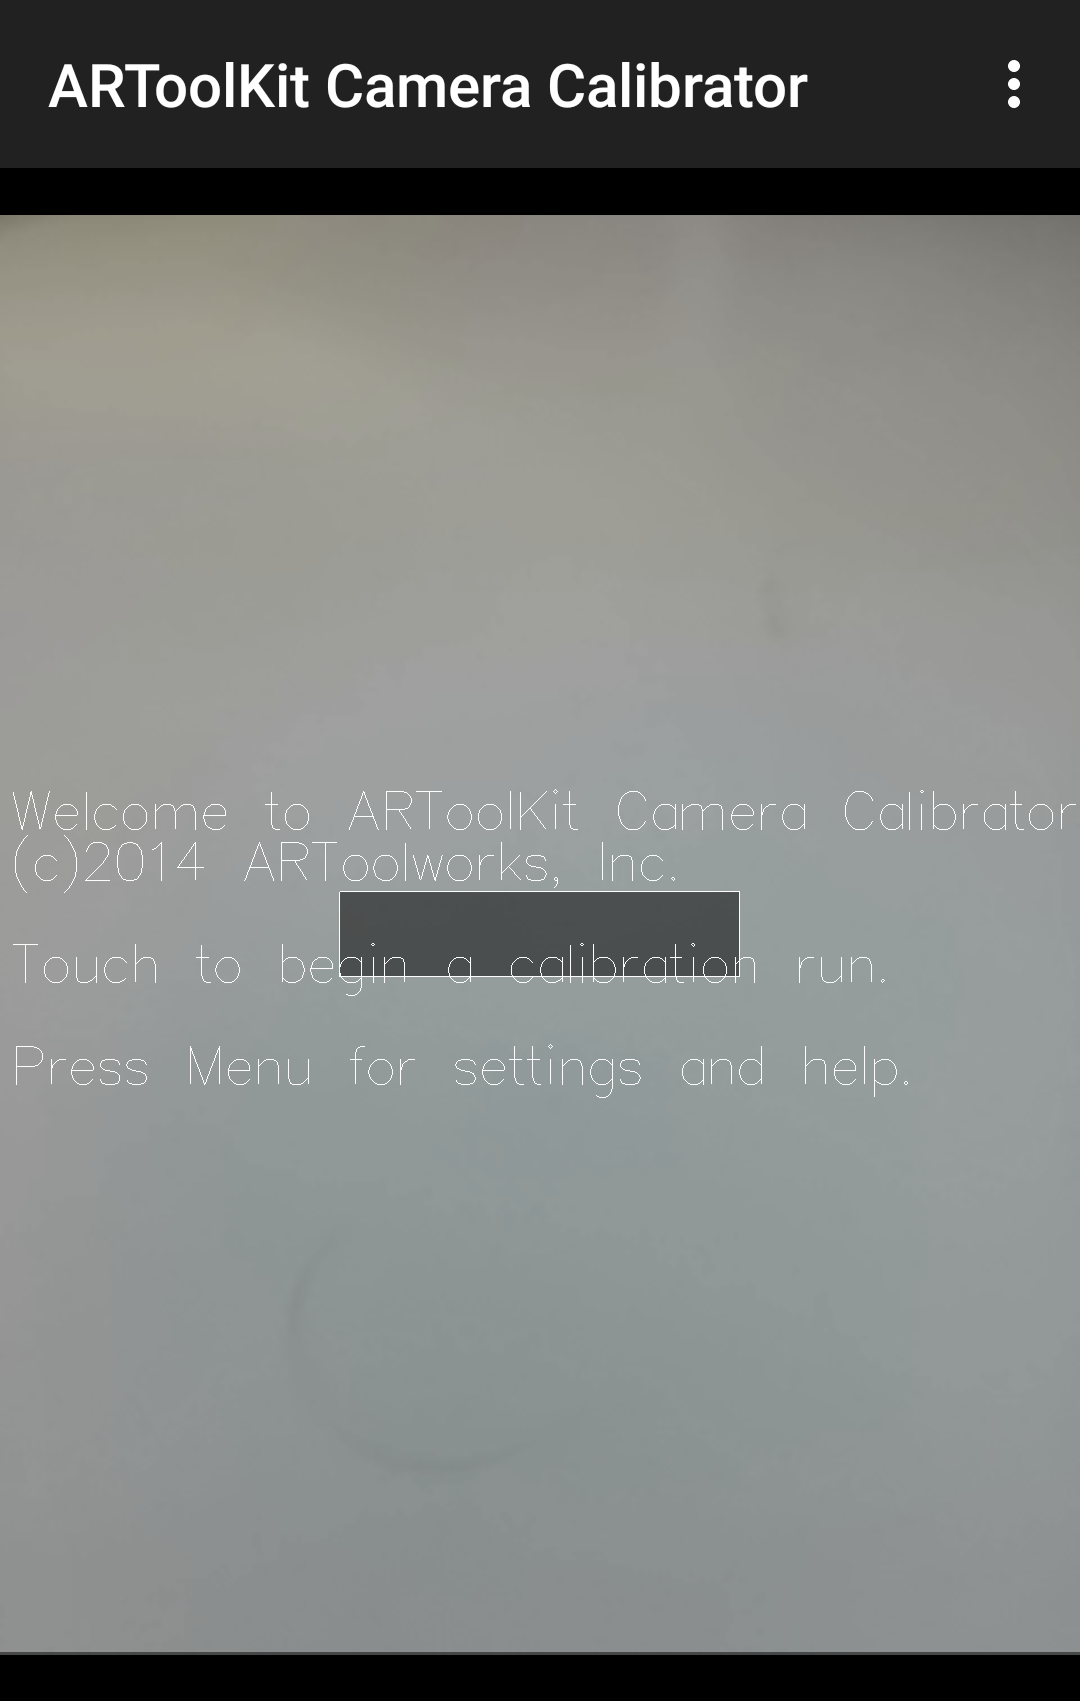 ARToolKit Camera Calibrator
Welcome to ARToolKit Camera Calibrator
(c)2014 ARToolworks, Inc.
Touch to begin a calibration run.
Press Menu for settings and help.